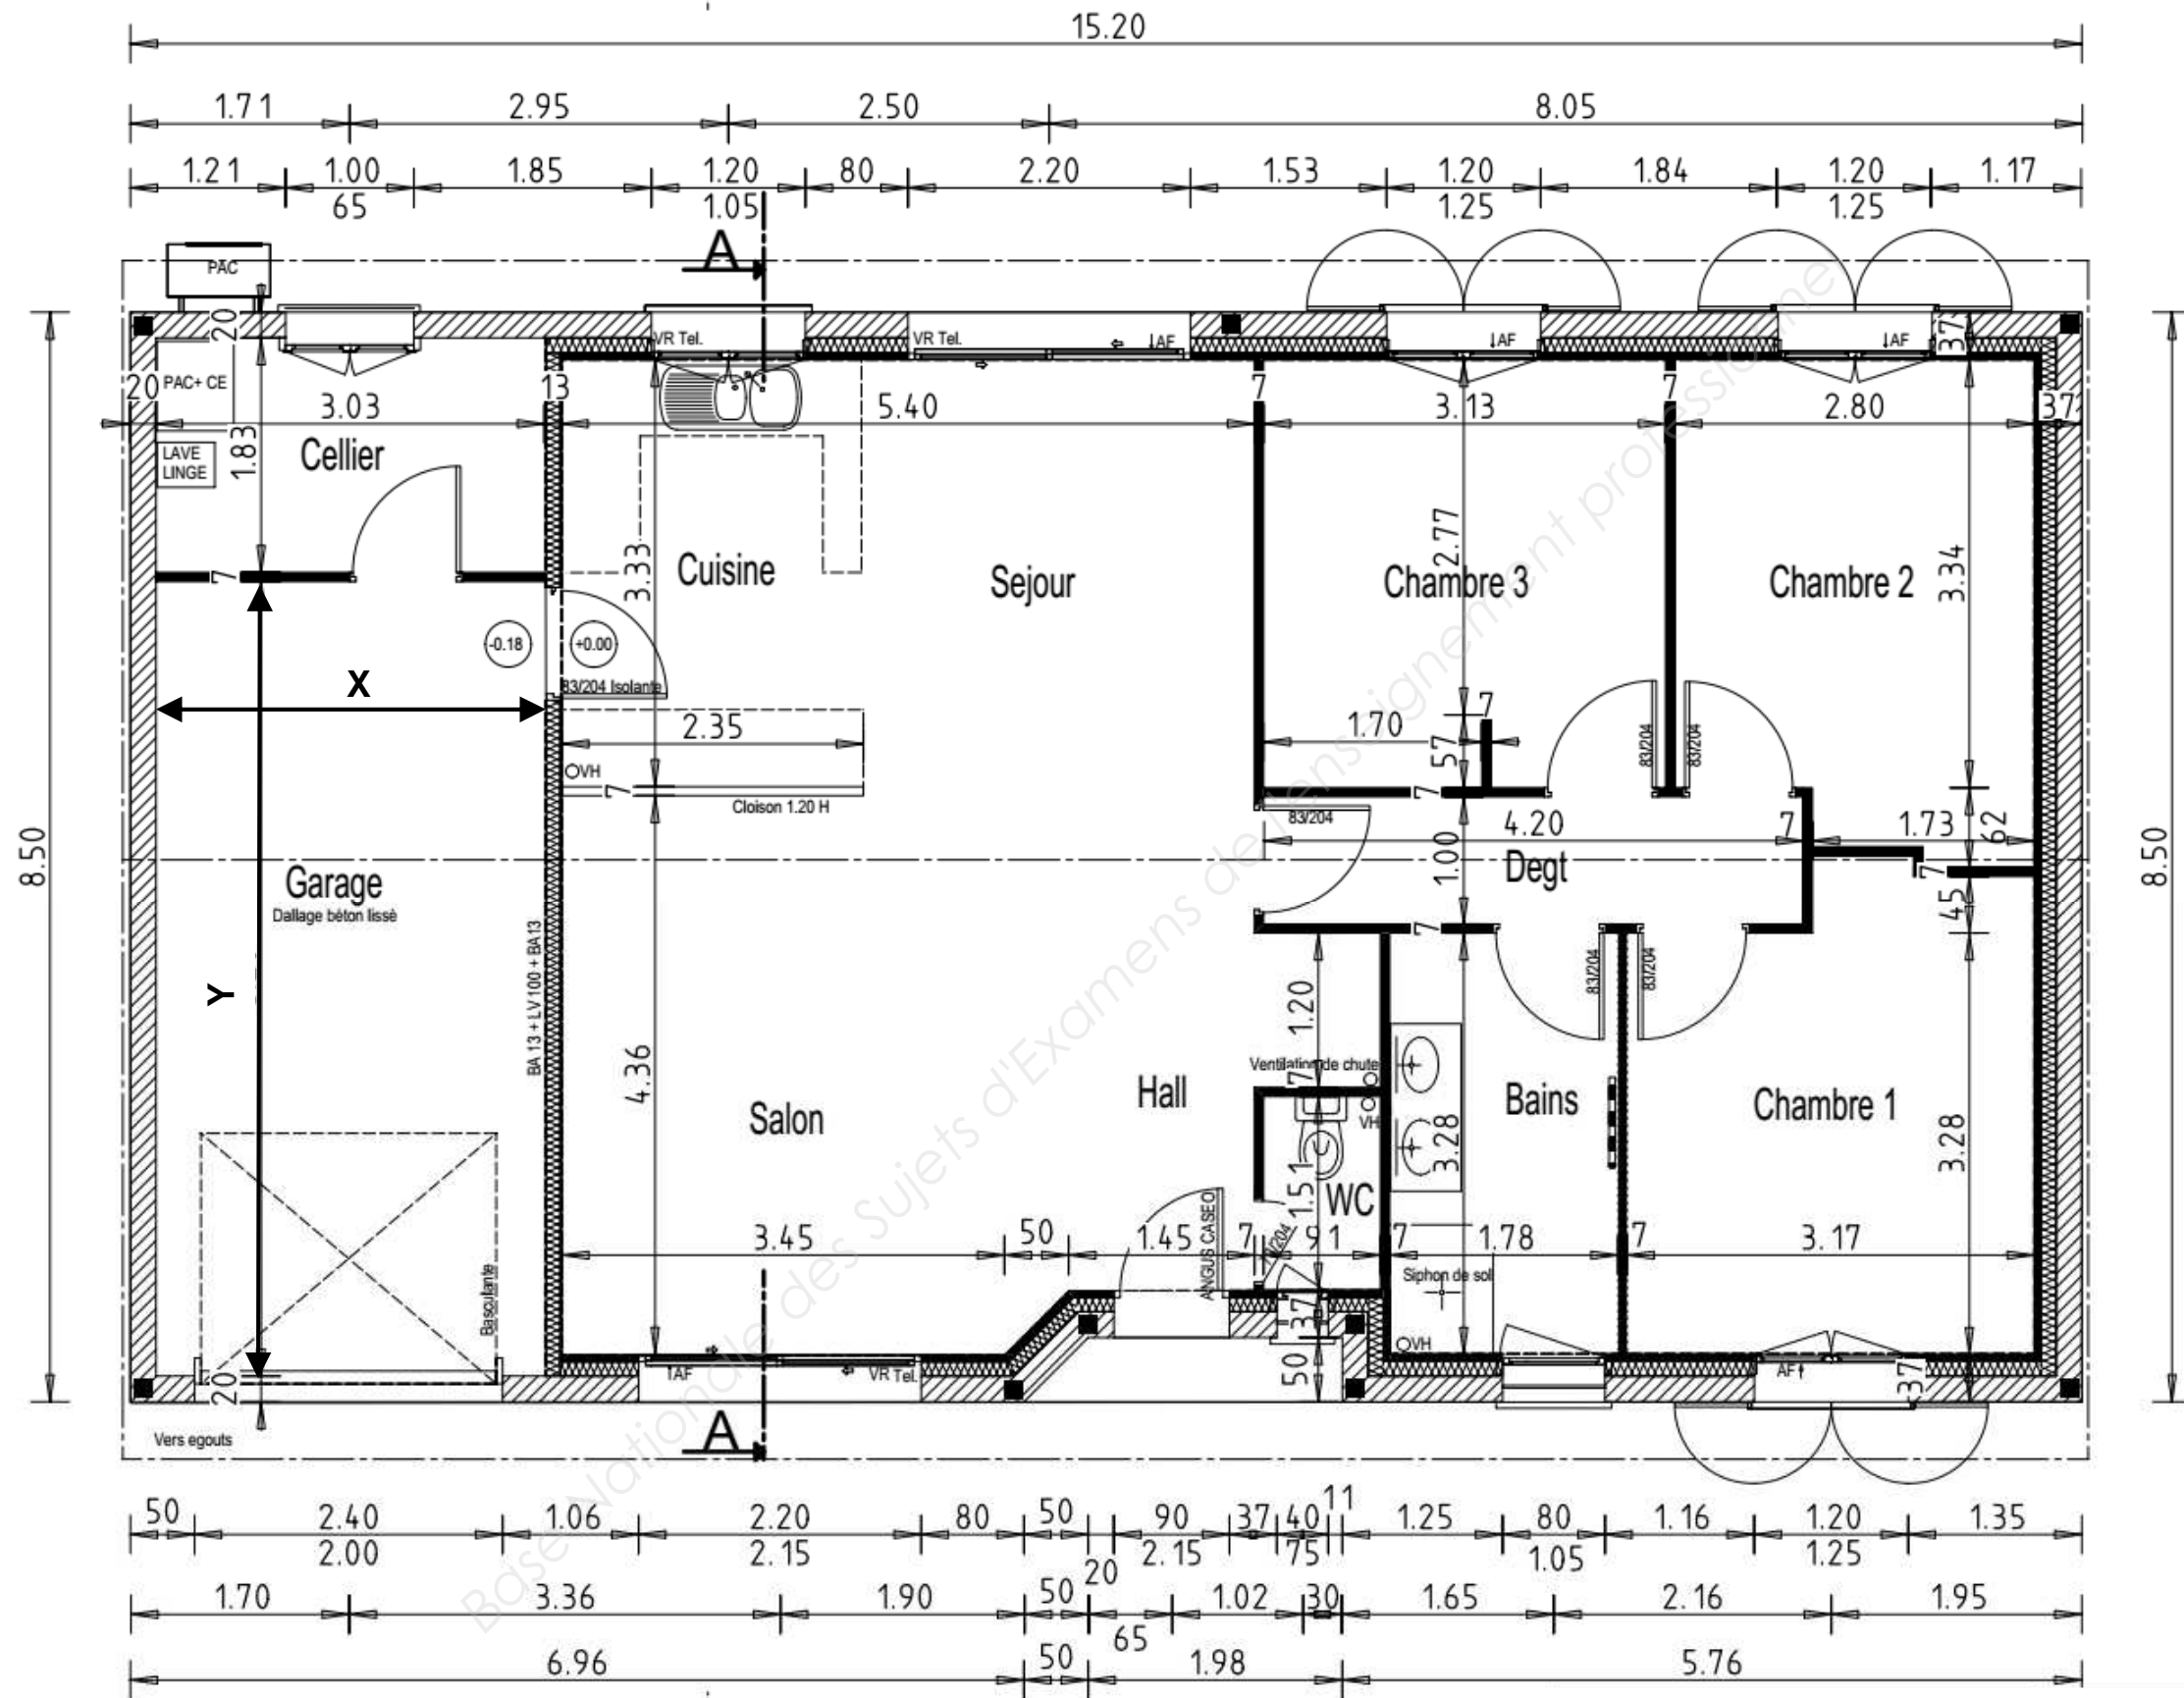 15.20
1.71 2.95 2.50 8.05
1.21 1.00 1.85 1.20 80 2.20 1.53 1.20 1.84 1.20 1.17
65 1.05 1.25 1.25
A
PAC
20 VR Tel. VR Tel. ↓AF ↓AF ↓AF 37
20 PAC+ CE 13 7 7
3.03 5.40 3.13 2.80 37
LAVE
LINGE
1.83
Cellier
7
3.33
Cuisine
Sejour
2.77
Chambre 3
Chambre 2
3.34
-0.18 +0.00
X
83/204 Isolante
2.35
OVH
7
Cloison 1.20 H
1.70 7
57
83/204 83/204
7
83/204
4.20 7 1.73 62
1.00
Degt
7
45
8.50
8.50
Garage
Dallage béton lissé
Y
BA 13 + LV 100 + BA13
7
83/204 83/204
1.20
4.36
Ventilation de chute
7
VH
Salon
Hall
Bains
Chambre 1
3.28
3.28
1.51
WC
ANGUS CASEO
3.45 50 1.45 7 91 7 1.78 7 3.17
Siphon de sol
Basculante
37
OVH
20 ↑AF VR Tel. 50 AF↑ 37
A
Vers egouts
50 2.40 1.06 2.20 80 50 90 37 40 11 1.25 80 1.16 1.20 1.35
2.00 2.15 20 2.15 75 1.05 1.25
1.70 3.36 1.90 50 1.02 30 1.65 2.16 1.95
65
6.96 50 1.98 5.76
Base Nationale des Sujets d'Examens de l'enseignement professionnel